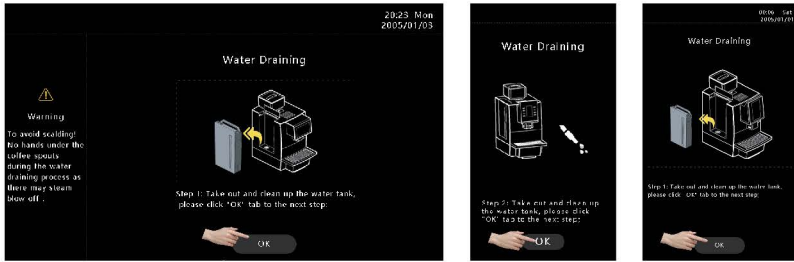 20:23 Mon
2005/01/03
Water Draining
Warning
To avoid scalding!
No hands under the
coffee spouts
during the water
draining process as
there may steam
blow off .
Step 1: Take out and clean up the water tank,
please click "OK" tab to the next step;
OK
Water Draining
Step 2: Take out and clean up
the water tank, please click
"OK" tab to the next step;
OK
00:06 Sat
2005/01/01
Water Draining
Step 1: Take out and clean up the water tank,
please click "OK" tab to the next step;
OK